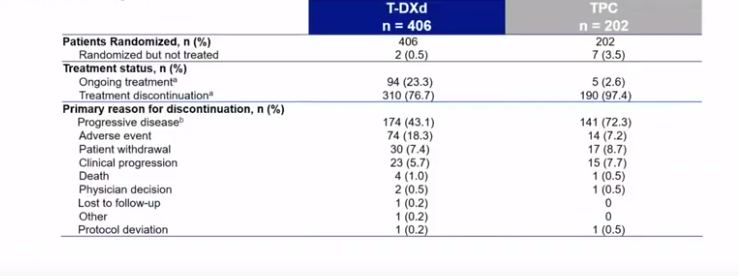 T-DXd TPC
n = 406 n = 202
Patients Randomized, n (%) 406 202
Randomized but not treated 2 (0.5) 7 (3.5)
Treatment status, n (%)
Ongoing treatmentᵃ 94 (23.3) 5 (2.6)
Treatment discontinuationᵃ 310 (76.7) 190 (97.4)
Primary reason for discontinuation, n (%)
Progressive diseaseᵇ 174 (43.1) 141 (72.3)
Adverse event 74 (18.3) 14 (7.2)
Patient withdrawal 30 (7.4) 17 (8.7)
Clinical progression 23 (5.7) 15 (7.7)
Death 4 (1.0) 1 (0.5)
Physician decision 2 (0.5) 1 (0.5)
Lost to follow-up 1 (0.2) 0
Other 1 (0.2) 0
Protocol deviation 1 (0.2) 1 (0.5)